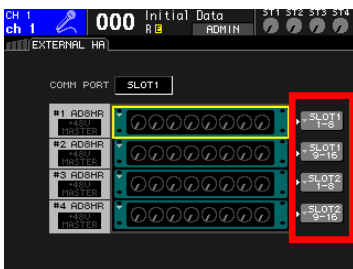 CH 1
ch 1
000
Initial Data
R E
ADMIN
ST1 ST2 ST3 ST4
EXTERNAL HA
COMM PORT
SLOT1
#1 AD8HR
+48V
MASTER
SLOT1
1-8
#2 AD8HR
+48V
MASTER
SLOT1
9-16
#3 AD8HR
+48V
MASTER
SLOT2
1-8
#4 AD8HR
+48V
MASTER
SLOT2
9-16